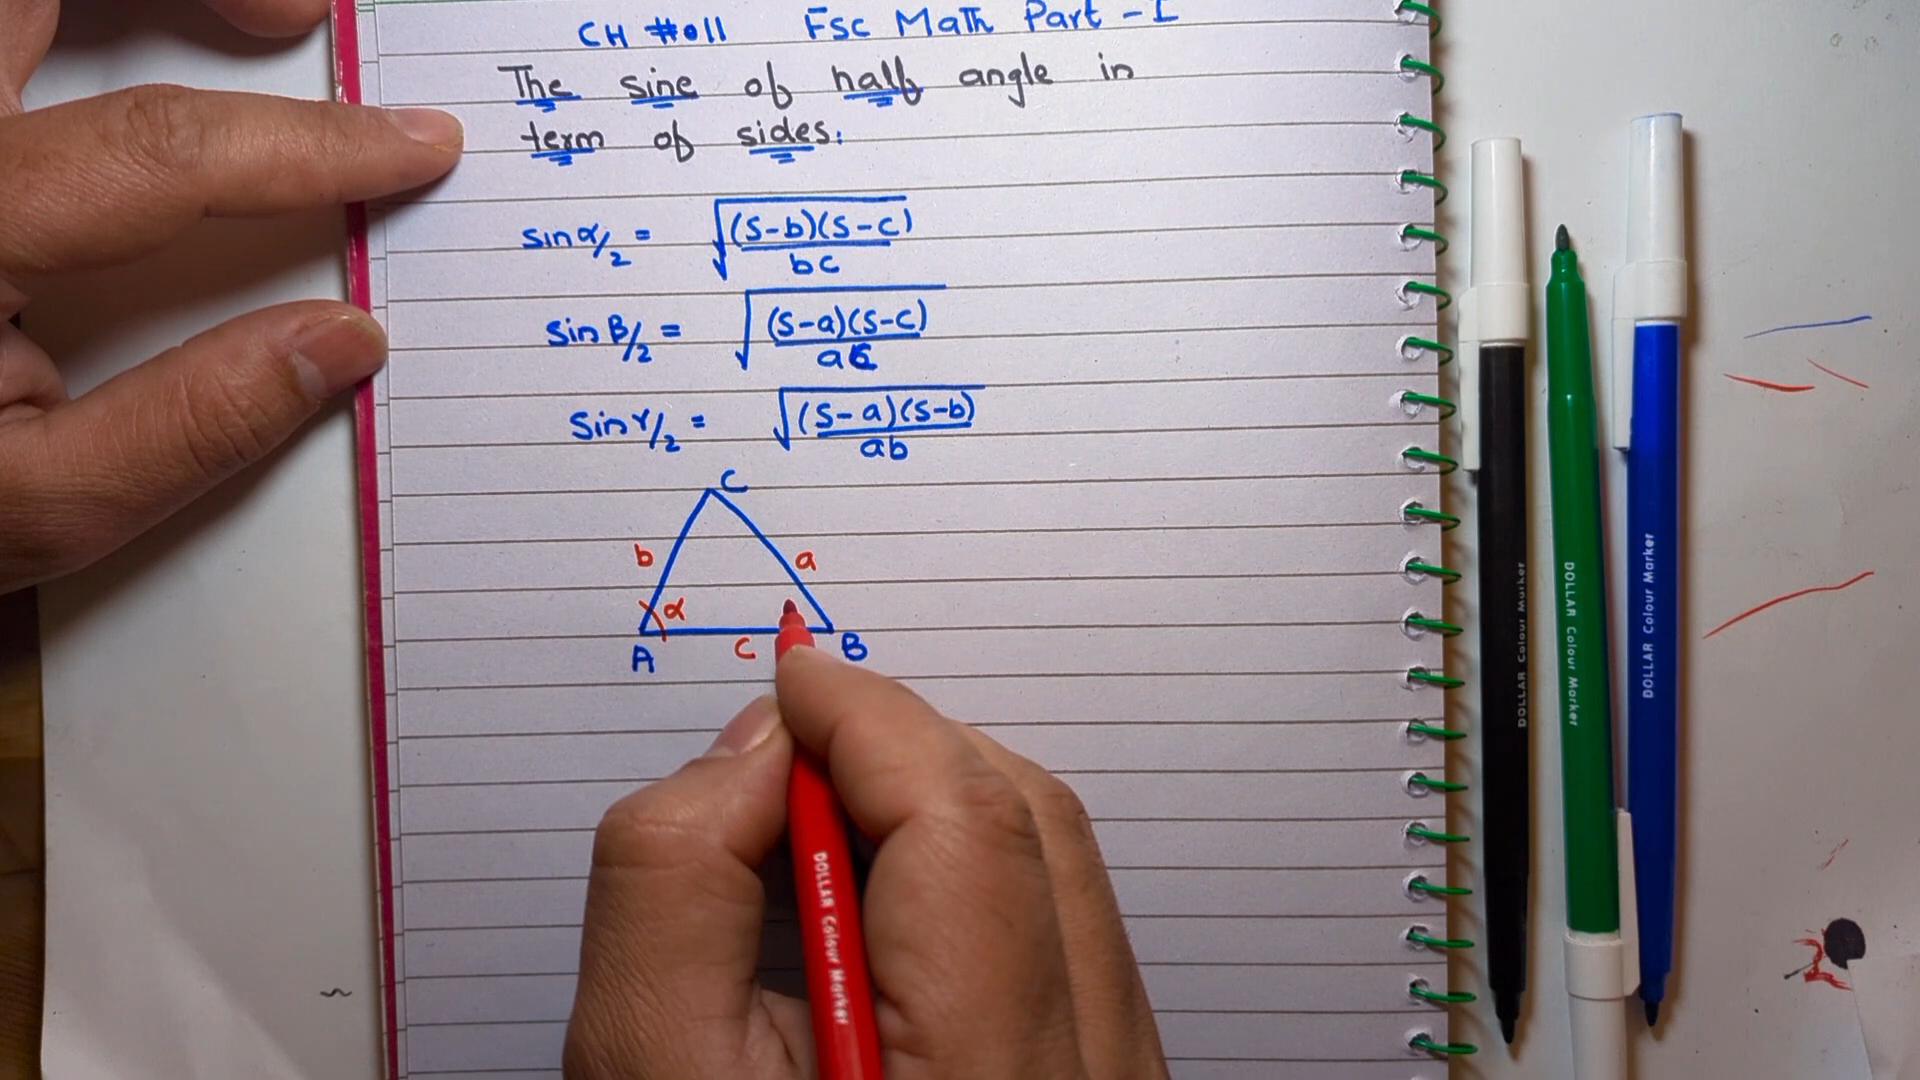 CH #011 Fsc Math Part - I
The sine of half angle in
term of sides:
sin α/2 = √((S-b)(S-c)/bc)
sin β/2 = √((S-a)(S-c)/ac)
Sin γ/2 = √((S-a)(S-b)/ab)
C
b a
α
A C B
DOLLAR Colour Marker
DOLLAR Colour Marker
DOLLAR Colour Marker
DOLLAR Colour Marker